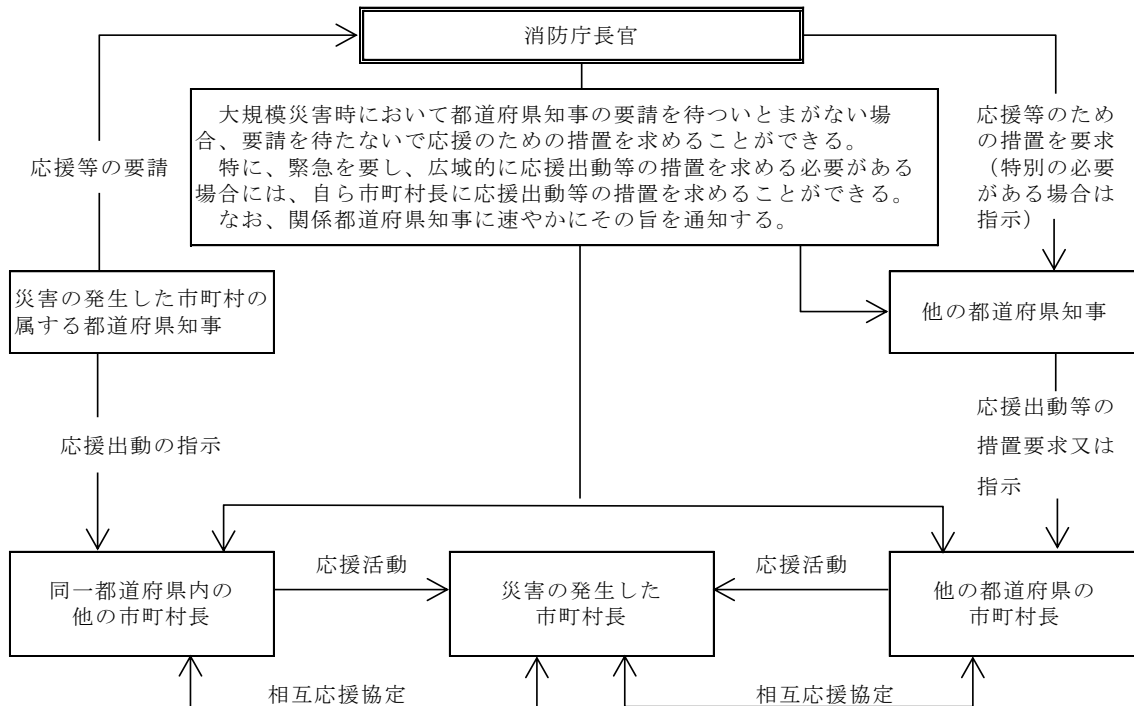 消防庁長官
大規模災害時において都道府県知事の要請を待ついとまがない場
合、要請を待たないで応援のための措置を求めることができる。
特に、緊急を要し、広域的に応援出動等の措置を求める必要がある
場合には、自ら市町村長に応援出動等の措置を求めることができる。
なお、関係都道府県知事に速やかにその旨を通知する。
応援等の要請
応援等のため
の措置を要求
（特別の必要
がある場合は
指示）
災害の発生した市町村の
属する都道府県知事
他の都道府県知事
応援出動の指示
応援出動等の
措置要求又は
指示
同一都道府県内の
他の市町村長
応援活動
災害の発生した
市町村長
応援活動
他の都道府県の
市町村長
相互応援協定
相互応援協定